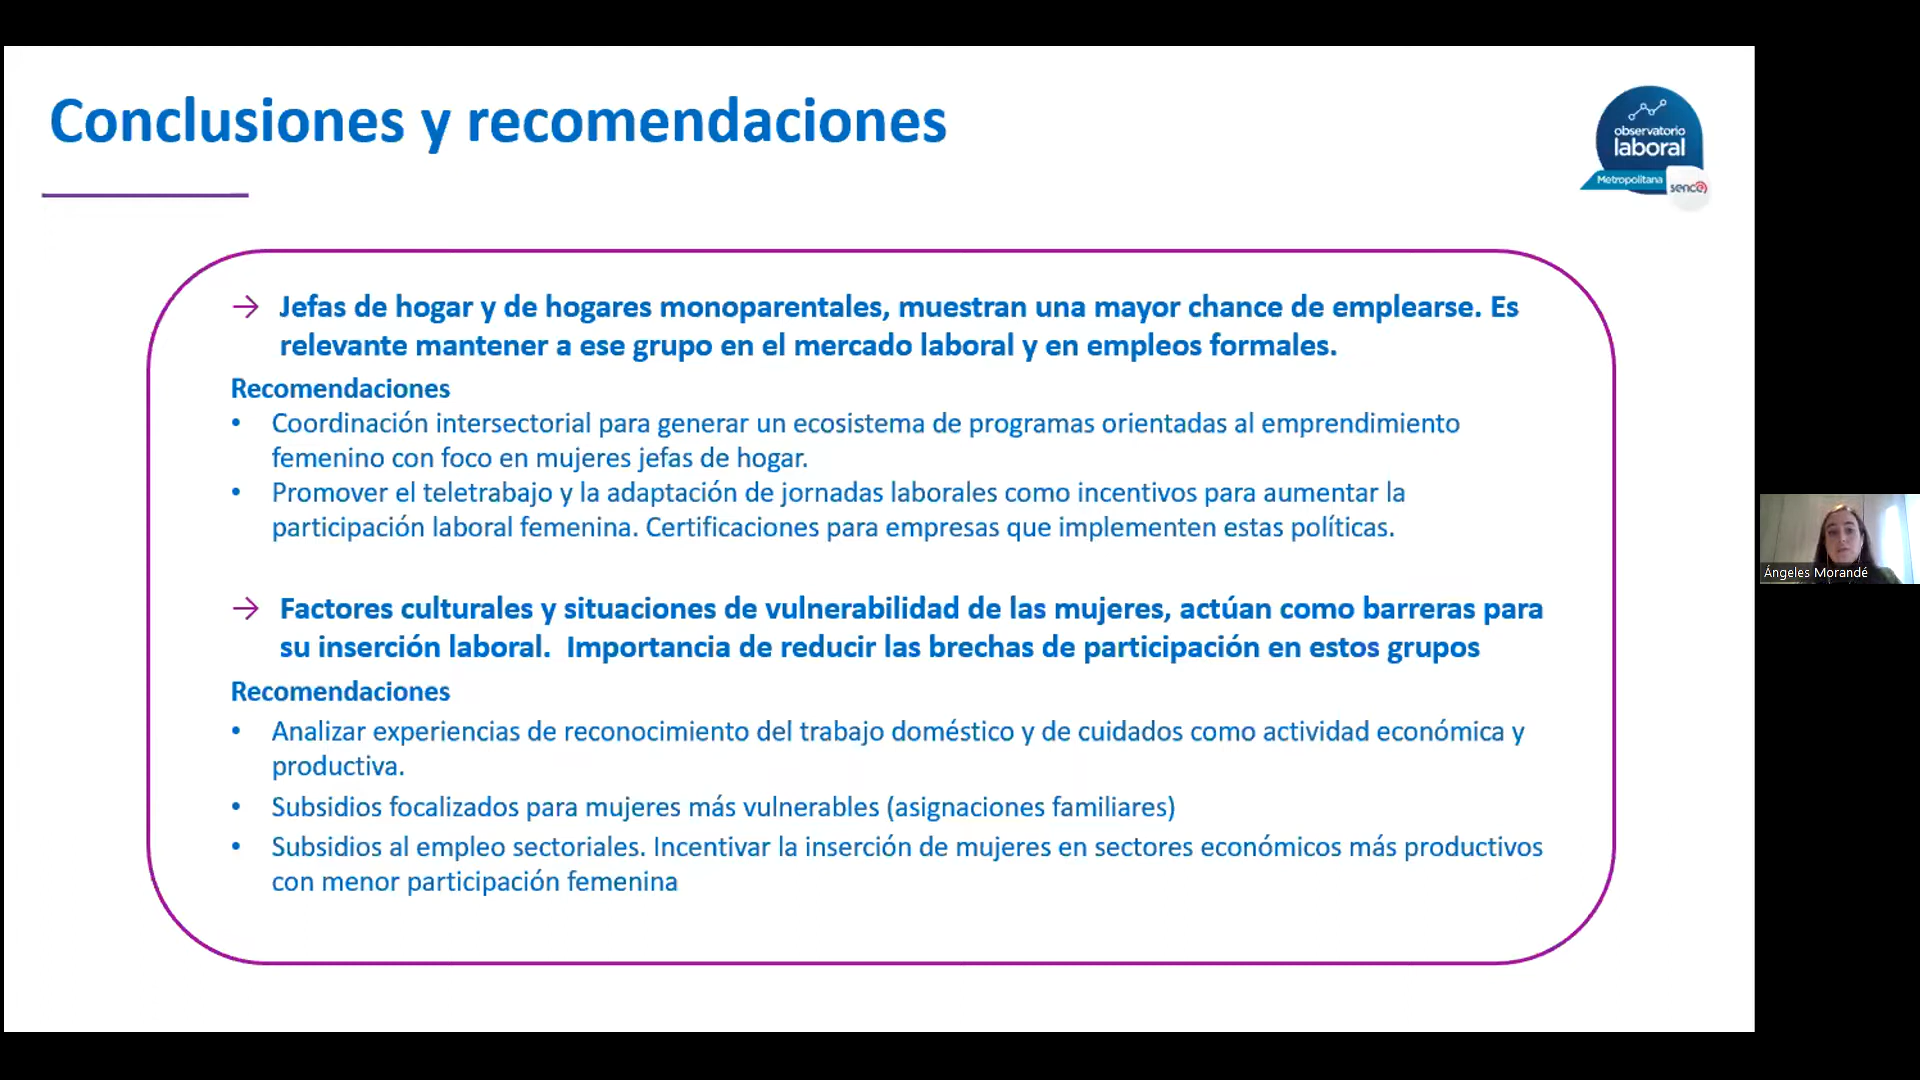 Conclusiones y recomendaciones
observatorio
laboral
Metropolitana
sence
→ Jefas de hogar y de hogares monoparentales, muestran una mayor chance de emplearse. Es
relevante mantener a ese grupo en el mercado laboral y en empleos formales.
Recomendaciones
• Coordinación intersectorial para generar un ecosistema de programas orientadas al emprendimiento
femenino con foco en mujeres jefas de hogar.
• Promover el teletrabajo y la adaptación de jornadas laborales como incentivos para aumentar la
participación laboral femenina. Certificaciones para empresas que implementen estas políticas.
→ Factores culturales y situaciones de vulnerabilidad de las mujeres, actúan como barreras para
su inserción laboral.  Importancia de reducir las brechas de participación en estos grupos
Recomendaciones
• Analizar experiencias de reconocimiento del trabajo doméstico y de cuidados como actividad económica y
productiva.
• Subsidios focalizados para mujeres más vulnerables (asignaciones familiares)
• Subsidios al empleo sectoriales. Incentivar la inserción de mujeres en sectores económicos más productivos
con menor participación femenina
Ángeles Morandé